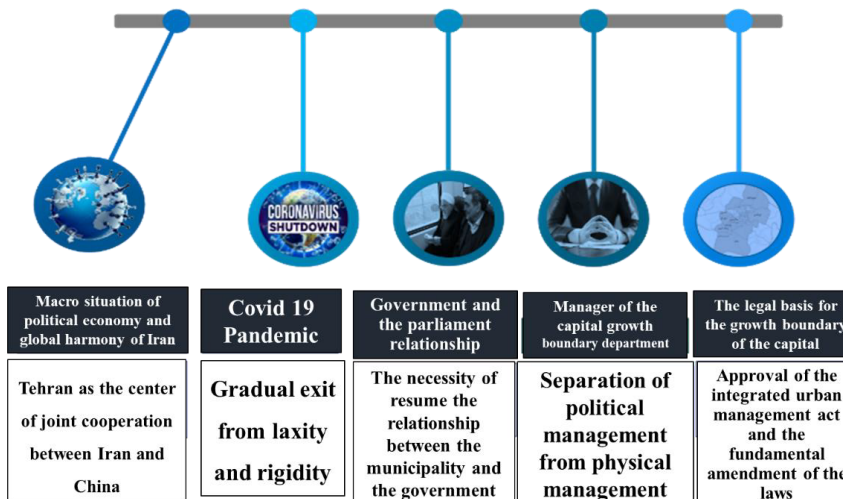 CORONAVIRUS
SHUTDOWN
Macro situation of
political economy and
global harmony of Iran
Covid 19
Pandemic
Government and
the parliament
relationship
Manager of the
capital growth
boundary department
The legal basis for
the growth boundary
of the capital
Tehran as the center
of joint cooperation
between Iran and
China
Gradual exit
from laxity
and rigidity
The necessity of
resume the
relationship
between the
municipality and
the government
Separation of
political
management
from physical
management
Approval of the
integrated urban
management act
and the
fundamental
amendment of the
laws